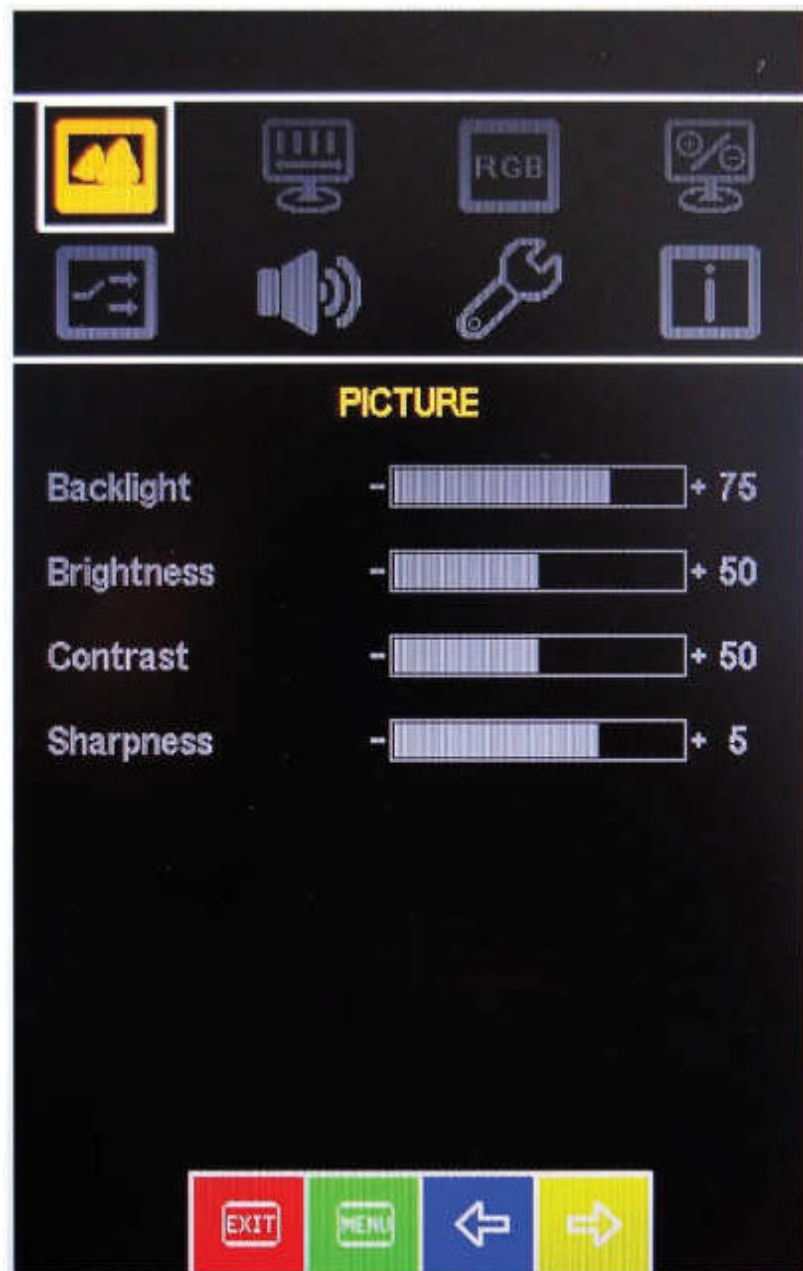 RGB
i
PICTURE
Backlight - + 75
Brightness - + 50
Contrast - + 50
Sharpness - + 5
EXIT MENU